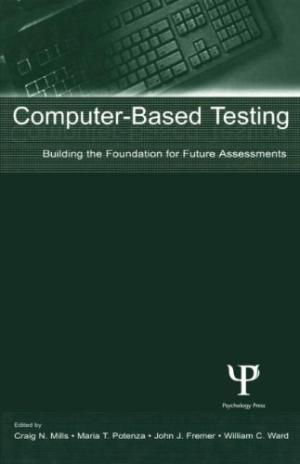 Computer-Based Testing
Building the Foundation for Future Assessments
Ψ
Psychology Press
Edited by
Craig N. Mills • Maria T. Potenza • John J. Fremer • William C. Ward